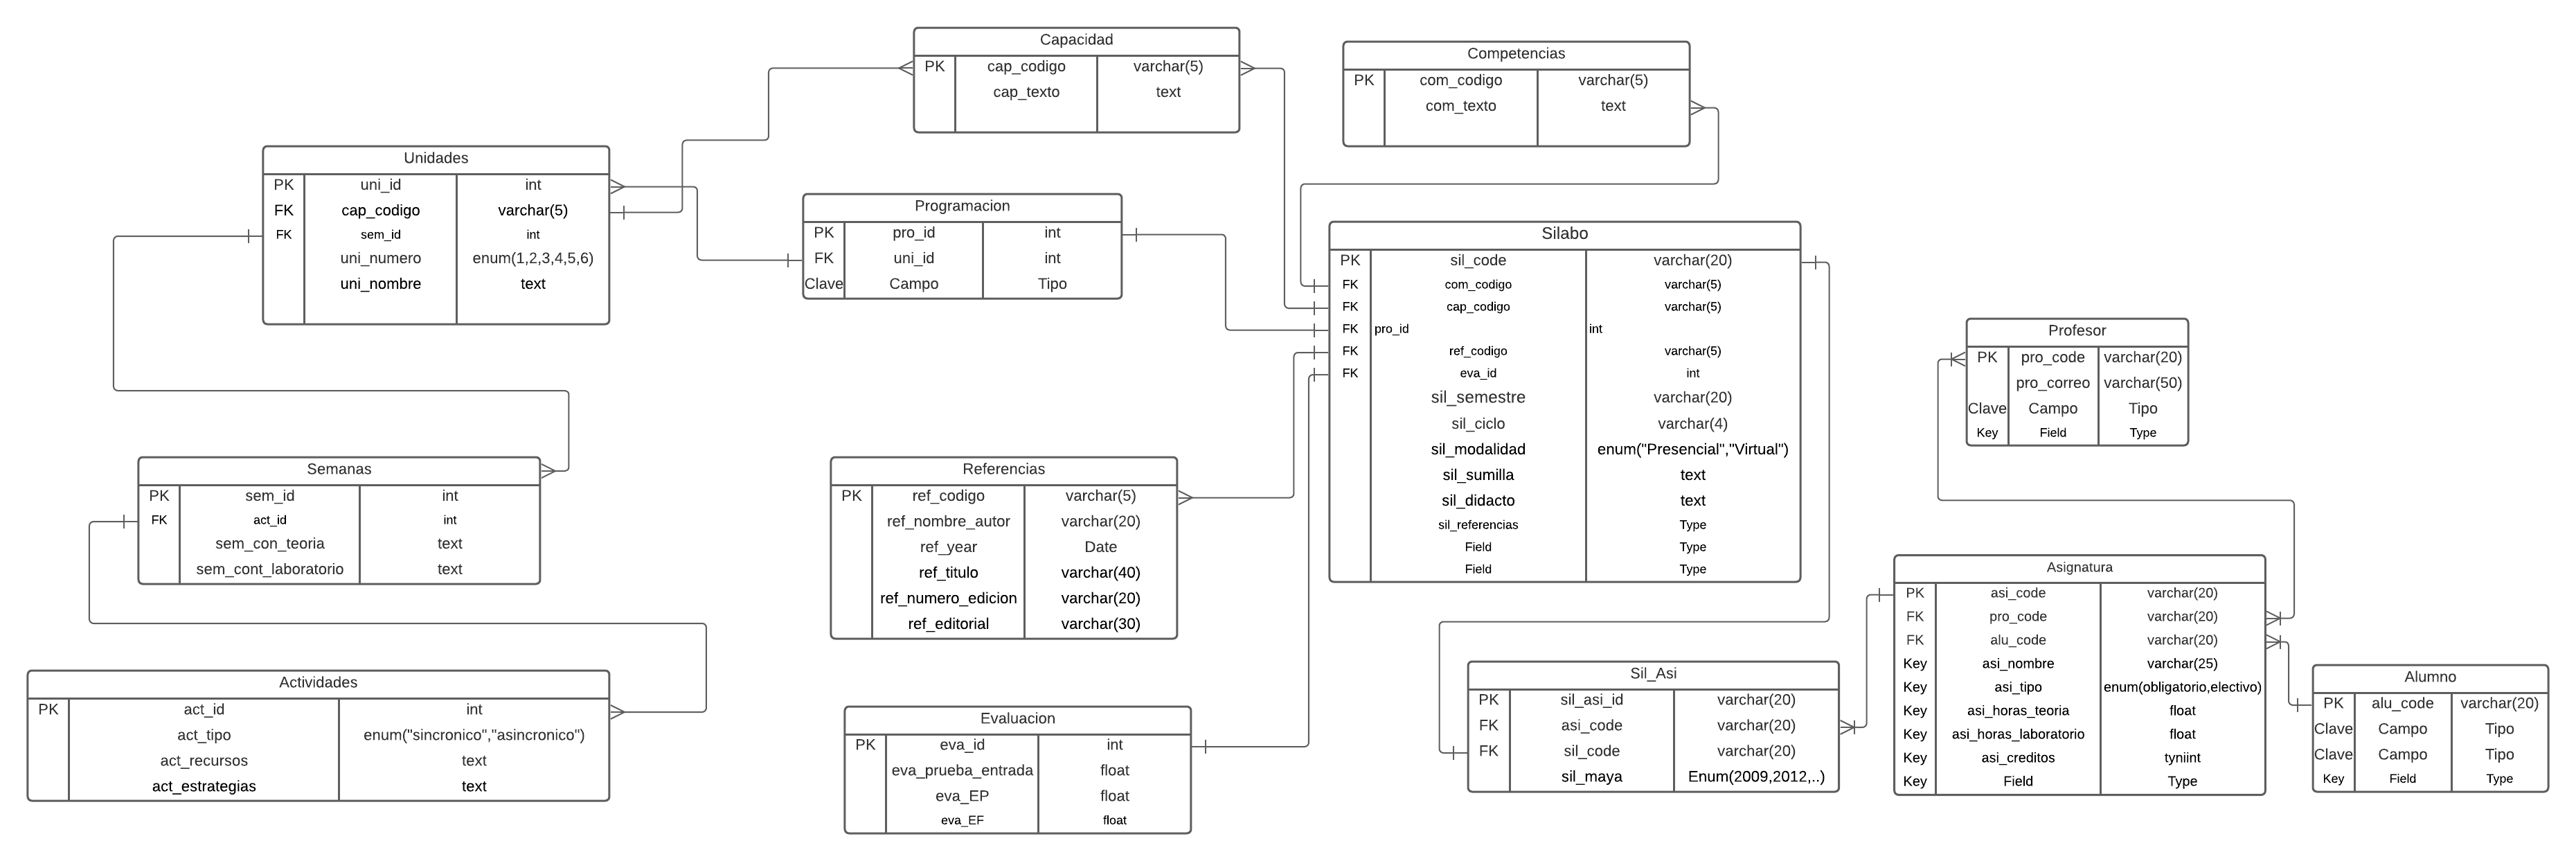 Capacidad
PK cap_codigo varchar(5)
cap_texto text
Competencias
PK com_codigo varchar(5)
com_texto text
Unidades
PK uni_id int
FK cap_codigo varchar(5)
FK sem_id int
uni_numero enum(1,2,3,4,5,6)
uni_nombre text
Programacion
PK pro_id int
FK uni_id int
Clave Campo Tipo
Silabo
PK sil_code varchar(20)
FK com_codigo varchar(5)
FK cap_codigo varchar(5)
FK pro_id int
FK ref_codigo varchar(5)
FK eva_id int
sil_semestre varchar(20)
sil_ciclo varchar(4)
sil_modalidad enum("Presencial","Virtual")
sil_sumilla text
sil_didacto text
sil_referencias Type
Field Type
Field Type
Profesor
PK pro_code varchar(20)
pro_correo varchar(50)
Clave Campo Tipo
Key Field Type
Semanas
PK sem_id int
FK act_id int
sem_con_teoria text
sem_cont_laboratorio text
Referencias
PK ref_codigo varchar(5)
ref_nombre_autor varchar(20)
ref_year Date
ref_titulo varchar(40)
ref_numero_edicion varchar(20)
ref_editorial varchar(30)
Asignatura
PK asi_code varchar(20)
FK pro_code varchar(20)
FK alu_code varchar(20)
Key asi_nombre varchar(25)
Key asi_tipo enum(obligatorio,electivo)
Key asi_horas_teoria float
Key asi_horas_laboratorio float
Key asi_creditos tyniint
Key Field Type
Actividades
PK act_id int
act_tipo enum("sincronico","asincronico")
act_recursos text
act_estrategias text
Evaluacion
PK eva_id int
eva_prueba_entrada float
eva_EP float
eva_EF float
Sil_Asi
PK sil_asi_id varchar(20)
FK asi_code varchar(20)
FK sil_code varchar(20)
sil_maya Enum(2009,2012,..)
Alumno
PK alu_code varchar(20)
Clave Campo Tipo
Clave Campo Tipo
Key Field Type